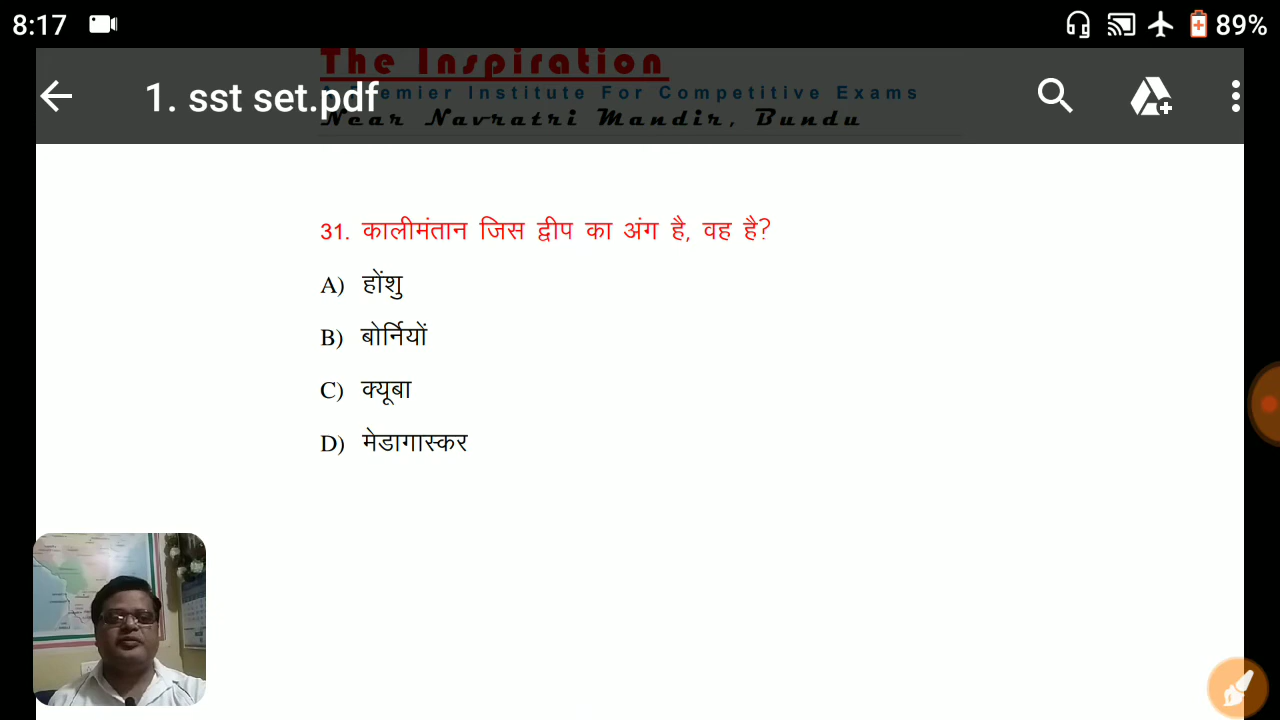 8:17
89%
The Inspiration
1. sst set.pdf
Premier Institute For Competitive Exams
Near Navratri Mandir, Bundu
31. कालीमंतान जिस द्वीप का अंग है, वह है?
A) होंशु
B) बोर्नियों
C) क्यूबा
D) मेडागास्कर